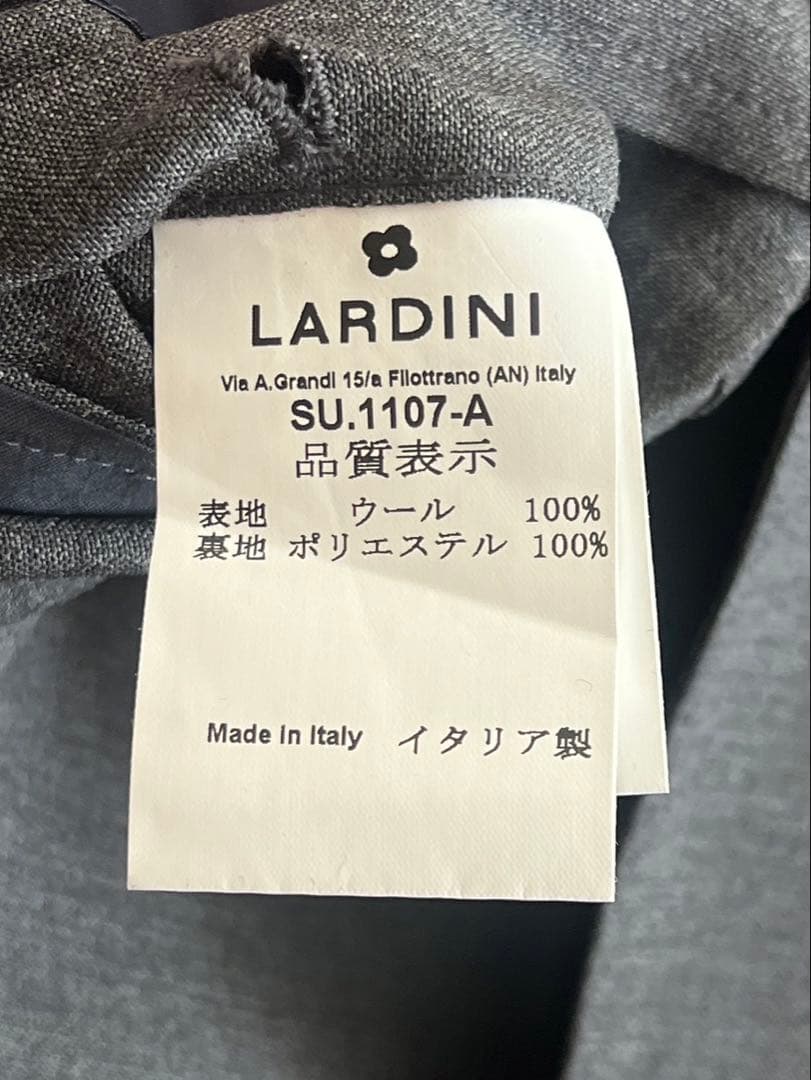 LARDINI
Via A.Grandi 15/a Filottrano (AN) Italy
SU.1107-A
品質表示
表地 ウール 100%
裏地 ポリエステル 100%
Made in Italy イタリア製